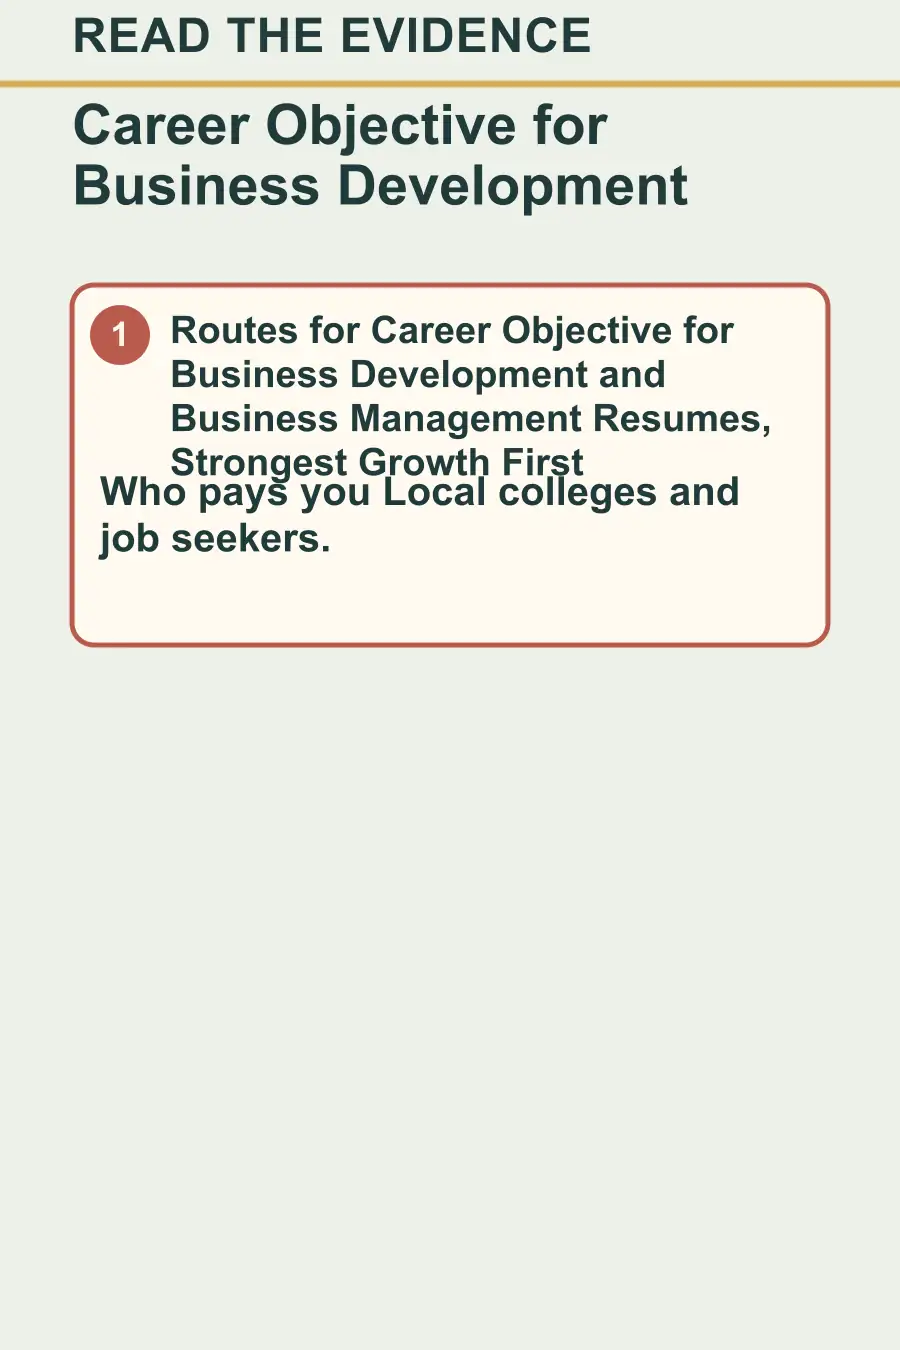 READ THE EVIDENCE
Career Objective for
Business Development
1
Routes for Career Objective for
Business Development and
Business Management Resumes,
Strongest Growth First
Who pays you Local colleges and
job seekers.